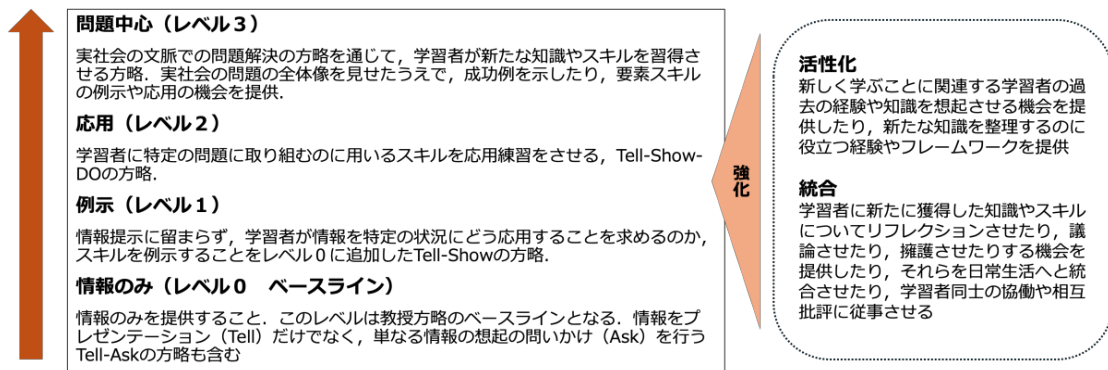 問題中心（レベル３）
実社会の文脈での問題解決の方略を通じて，学習者が新たな知識やスキルを習得さ
せる方略．実社会の問題の全体像を見せたうえで，成功例を示したり，要素スキル
の例示や応用の機会を提供．
応用（レベル２）
学習者に特定の問題に取り組むのに用いるスキルを応用練習をさせる，Tell-Show-
DOの方略．
例示（レベル１）
情報提示に留まらず，学習者が情報を特定の状況にどう応用することを求めるのか，
スキルを例示することをレベル０に追加したTell-Showの方略．
情報のみ（レベル０　ベースライン）
情報のみを提供すること．このレベルは教授方略のベースラインとなる．情報をプ
レゼンテーション（Tell）だけでなく，単なる情報の想起の問いかけ（Ask）を行う
Tell-Askの方略も含む
強化
活性化
新しく学ぶことに関連する学習者の過
去の経験や知識を想起させる機会を提
供したり，新たな知識を整理するのに
役立つ経験やフレームワークを提供
統合
学習者に新たに獲得した知識やスキル
についてリフレクションさせたり，議
論させたり，擁護させたりする機会を
提供したり，それらを日常生活へと統
合させたり，学習者同士の協働や相互
批評に従事させる